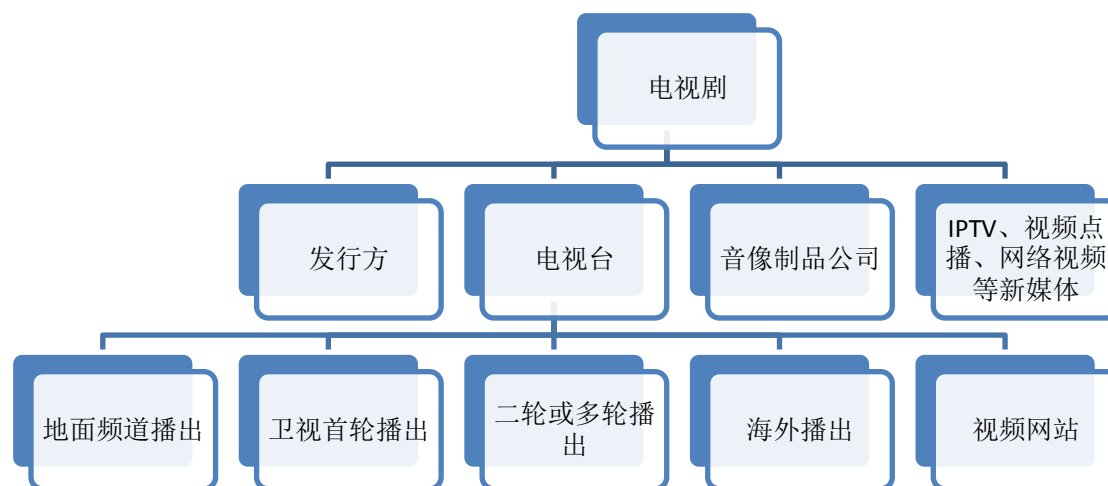 电视剧
发行方
电视台
音像制品公司
IPTV、视频点
播、网络视频
等新媒体
地面频道播出
卫视首轮播出
二轮或多轮播
出
海外播出
视频网站